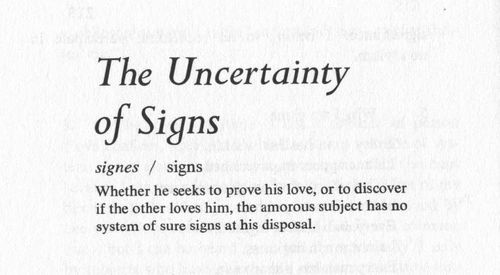 The Uncertainty
of Signs
signes / signs
Whether he seeks to prove his love, or to discover
if the other loves him, the amorous subject has no
system of sure signs at his disposal.